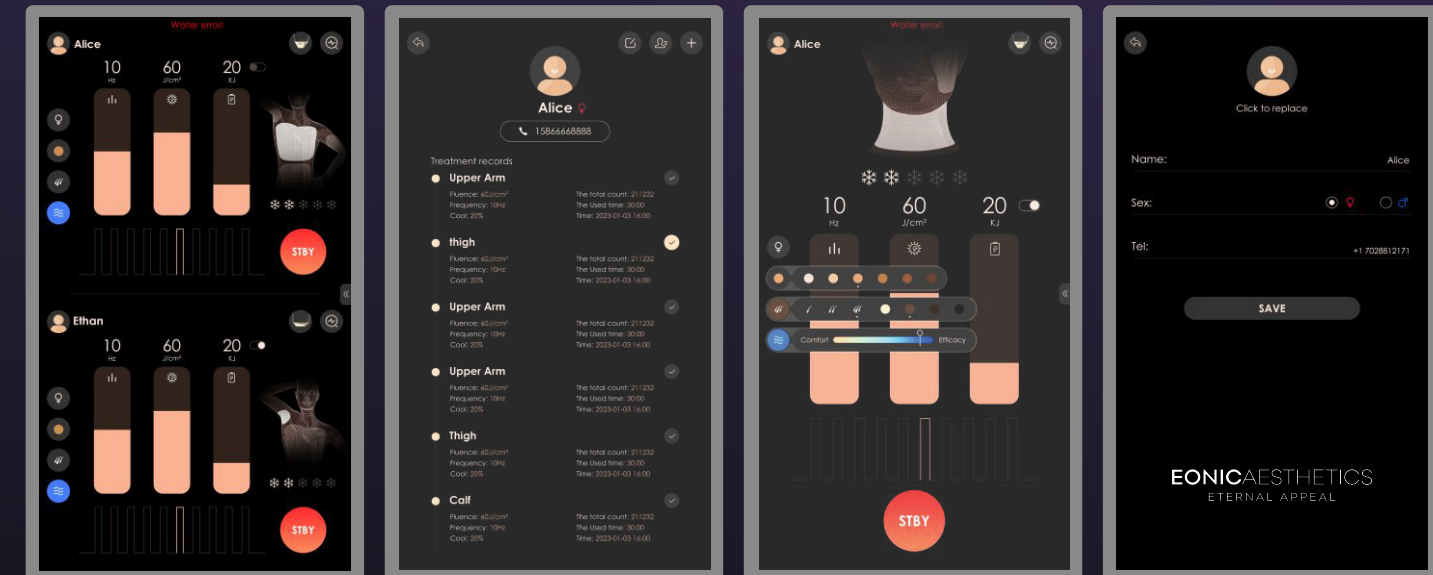 Water error!
Alice
10 60 20
Hz J/cm² KJ
STBY
Ethan
10 60 20
Hz J/cm² KJ
STBY
Alice
15866668888
Treatment records
Upper Arm
Fluence: 60J/cm² The total count: 211232
Frequency: 10Hz The Used time: 30:00
Cool: 20% Time: 2023-01-03 16:00
thigh
Fluence: 60J/cm² The total count: 211232
Frequency: 10Hz The Used time: 30:00
Cool: 20% Time: 2023-01-03 16:00
Upper Arm
Fluence: 60J/cm² The total count: 211232
Frequency: 10Hz The Used time: 30:00
Cool: 20% Time: 2023-01-03 16:00
Upper Arm
Fluence: 60J/cm² The total count: 211232
Frequency: 10Hz The Used time: 30:00
Cool: 20% Time: 2023-01-03 16:00
Thigh
Fluence: 60J/cm² The total count: 211232
Frequency: 10Hz The Used time: 30:00
Cool: 20% Time: 2023-01-03 16:00
Calf
Fluence: 60J/cm² The total count: 211232
Frequency: 10Hz The Used time: 30:00
Cool: 20% Time: 2023-01-03 16:00
Water error!
Alice
10 60 20
Hz J/cm² KJ
Comfort Efficacy
STBY
Click to replace
Name: Alice
Sex:
Tel: +1 7028812171
SAVE
EONICAESTHETICS
ETERNAL APPEAL